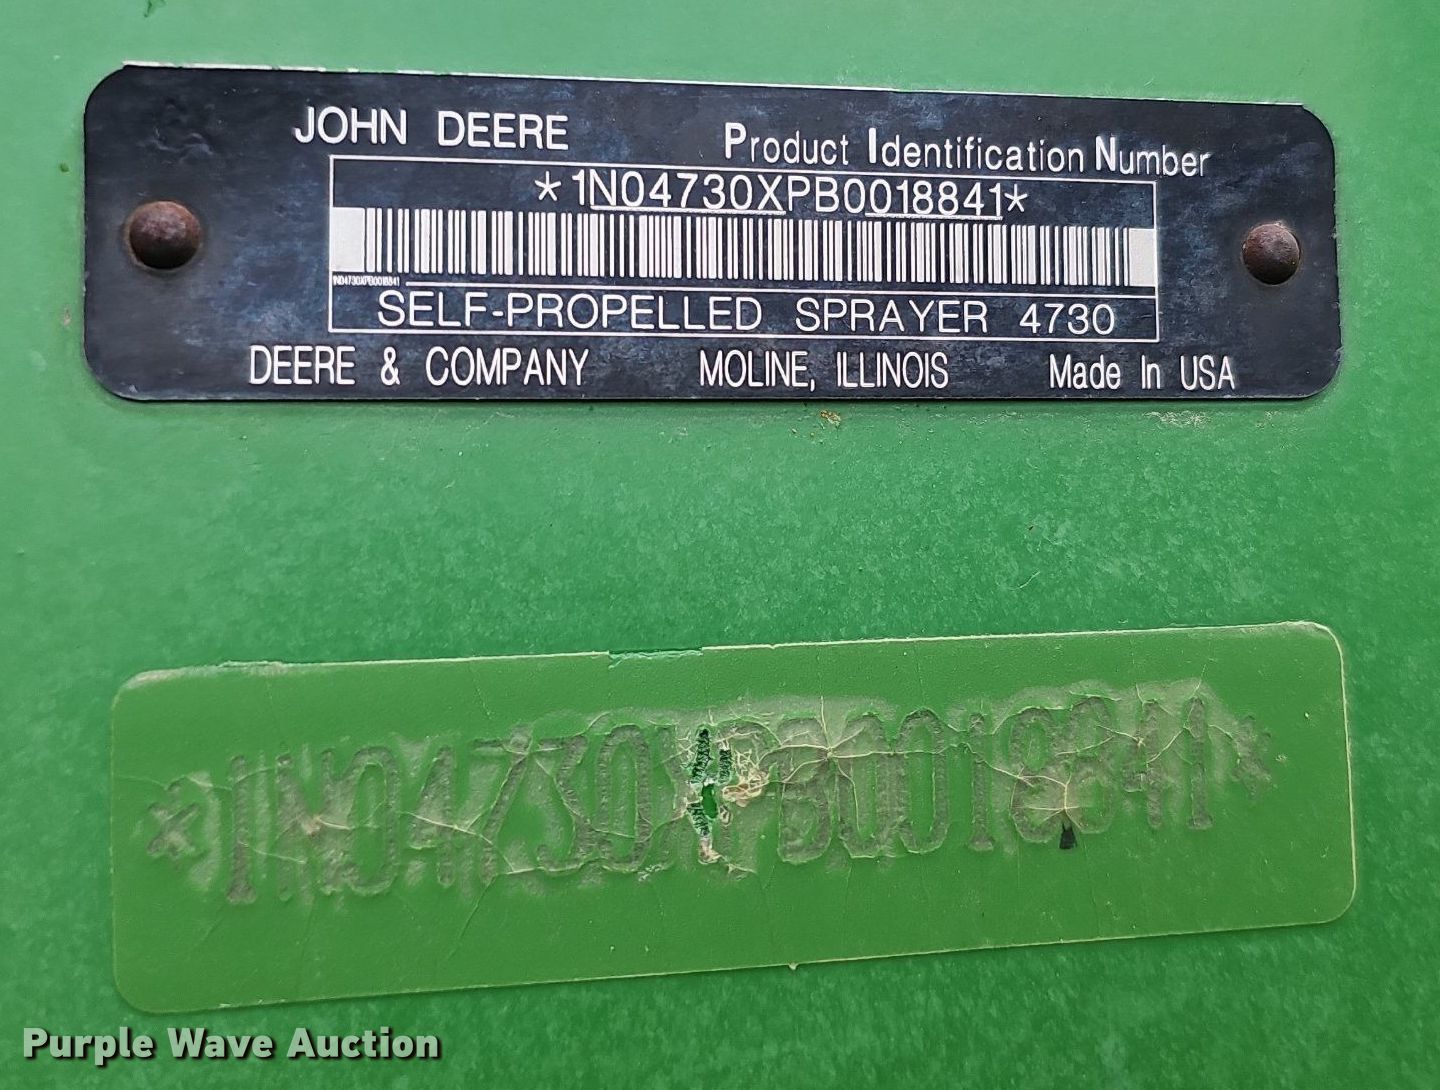 JOHN DEERE Product Identification Number
*1N04730XPB0018841*
1N04730XPB0018841
SELF-PROPELLED SPRAYER 4730
DEERE & COMPANY MOLINE, ILLINOIS Made In USA
*1N04730XPB0018841*
Purple Wave Auction